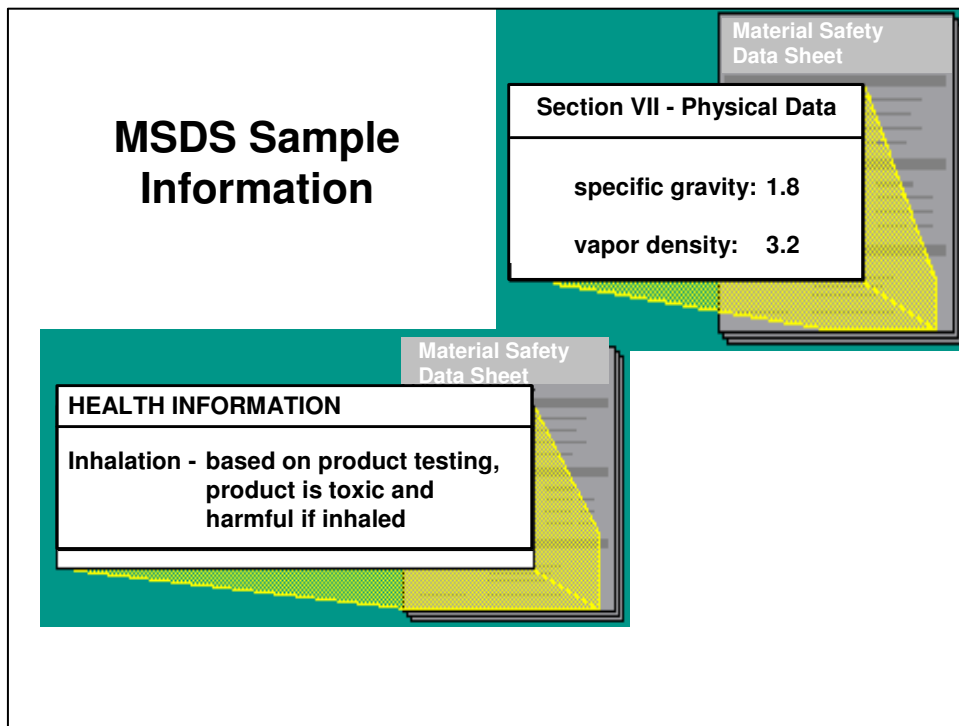 MSDS Sample
Information
Material Safety
Data Sheet
Section VII - Physical Data
specific gravity: 1.8
vapor density: 3.2
Material Safety
Data Sheet
HEALTH INFORMATION
Inhalation - based on product testing,
product is toxic and
harmful if inhaled